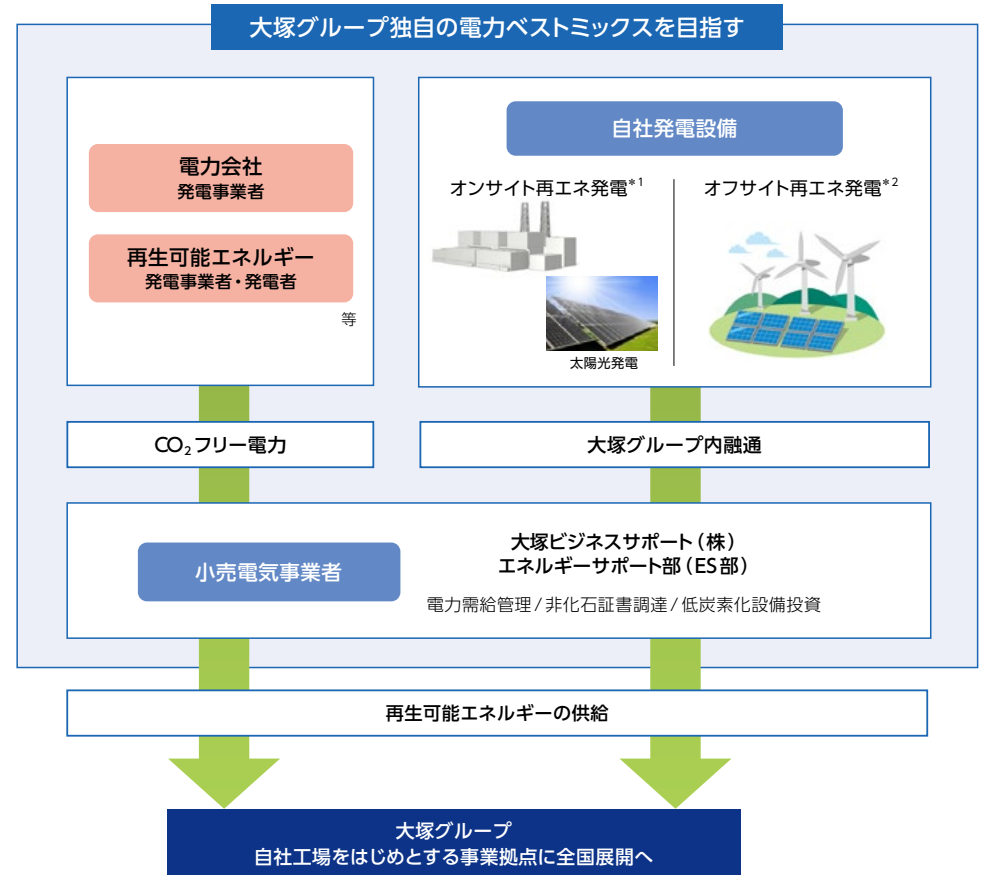 大塚グループ独自の電力ベストミックスを目指す
電力会社
発電事業者
再生可能エネルギー
発電事業者・発電者
等
自社発電設備
オンサイト再エネ発電*1
オフサイト再エネ発電*2
太陽光発電
CO₂フリー電力
大塚グループ内融通
小売電気事業者
大塚ビジネスサポート(株)
エネルギーサポート部(ES部)
電力需給管理/非化石証書調達/低炭素化設備投資
再生可能エネルギーの供給
大塚グループ
自社工場をはじめとする事業拠点に全国展開へ